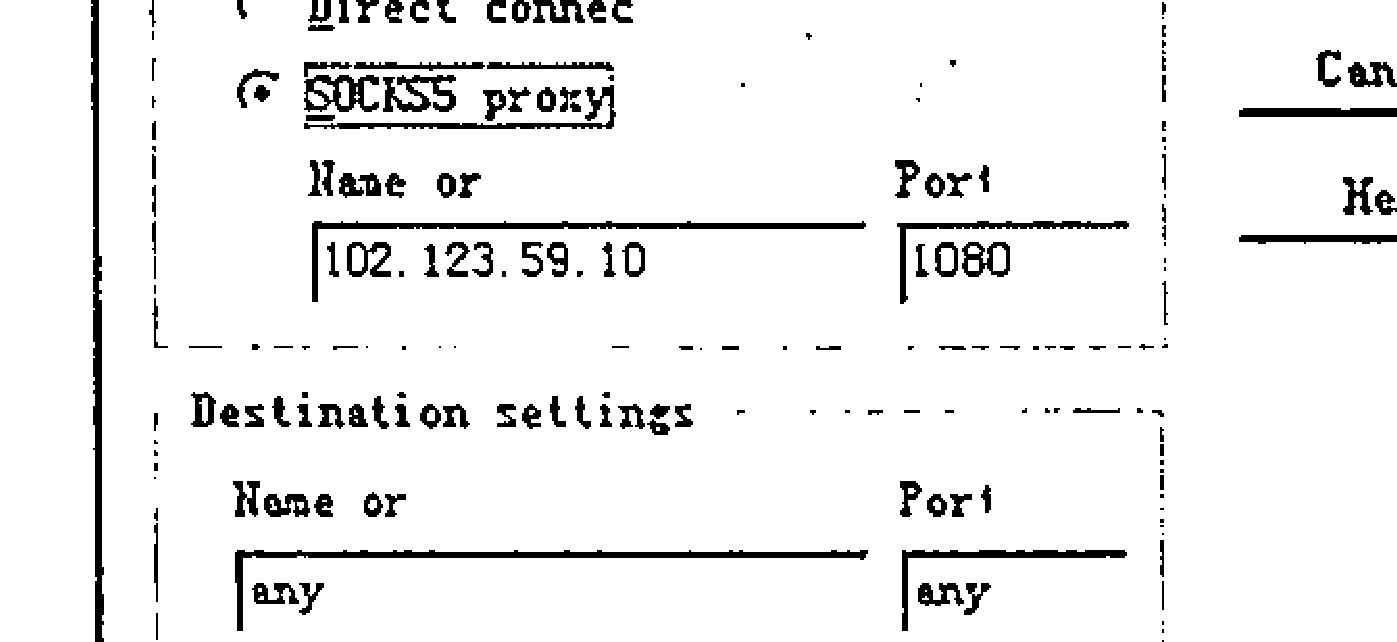 Direct connec
SOCKS5 proxy
Can
Name or Port
He
102.123.59.10 1080
Destination settings
Name or Port
any any